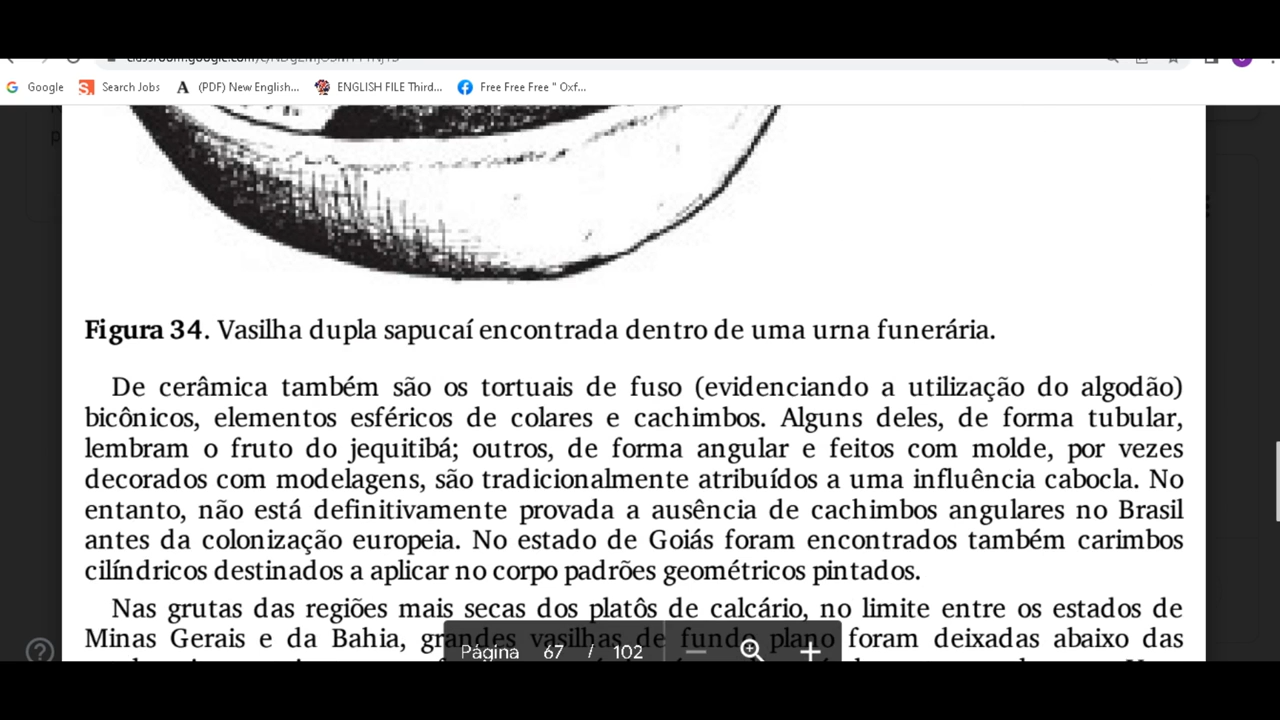 Google
Search Jobs
(PDF) New English...
ENGLISH FILE Third...
Free Free Free " Oxf...
Figura 34. Vasilha dupla sapucaí encontrada dentro de uma urna funerária.
De cerâmica também são os tortuais de fuso (evidenciando a utilização do algodão)
bicônicos, elementos esféricos de colares e cachimbos. Alguns deles, de forma tubular,
lembram o fruto do jequitibá; outros, de forma angular e feitos com molde, por vezes
decorados com modelagens, são tradicionalmente atribuídos a uma influência cabocla. No
entanto, não está definitivamente provada a ausência de cachimbos angulares no Brasil
antes da colonização europeia. No estado de Goiás foram encontrados também carimbos
cilíndricos destinados a aplicar no corpo padrões geométricos pintados.
Nas grutas das regiões mais secas dos platôs de calcário, no limite entre os estados de
Minas Gerais e da Bahia, grandes vasilhas de fundo plano foram deixadas abaixo das
Página 67 / 102